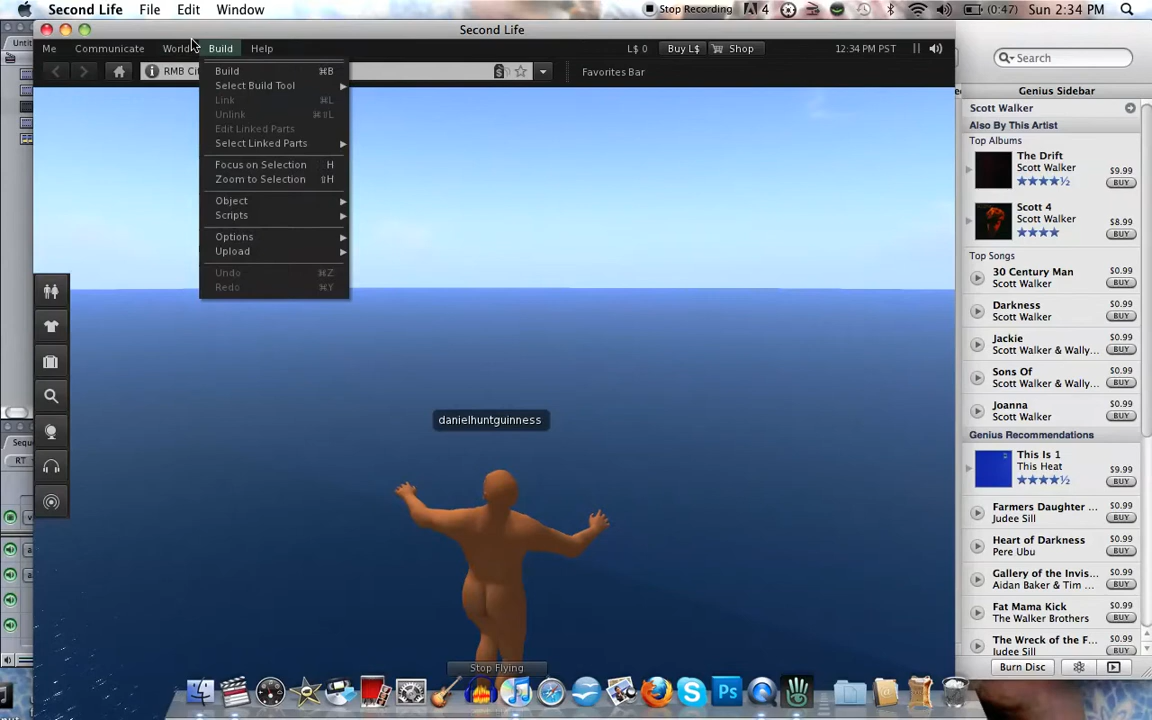 Second Life File Edit Window Stop Recording 4 (0:47) Sun 2:34 PM
Second Life
Me Communicate World Build Help L$ 0 Buy L$ Shop 12:34 PM PST
RMB Favorites Bar
Build ⌘B
Select Build Tool
Link ⌘L
Unlink ⌘⇧L
Edit Linked Parts
Select Linked Parts
Focus on Selection H
Zoom to Selection ⇧H
Object
Scripts
Options
Upload
Undo ⌘Z
Redo ⌘Y
danielhuntguinness
Stop Flying
RT
Search
Genius Sidebar
Scott Walker
Also By This Artist
Top Albums
The Drift $9.99
Scott Walker
BUY
Scott 4 $8.99
Scott Walker
BUY
Top Songs
30 Century Man $0.99
Scott Walker BUY
Darkness $0.99
Scott Walker BUY
Jackie $0.99
Scott Walker & Wally... BUY
Sons Of $0.99
Scott Walker & Wally... BUY
Joanna $0.99
Scott Walker BUY
Genius Recommendations
This Is 1 $9.99
This Heat
BUY
Farmers Daughter ... $0.99
Judee Sill BUY
Heart of Darkness $0.99
Pere Ubu BUY
Gallery of the Invis... $0.99
Aidan Baker & Tim ... BUY
Fat Mama Kick $0.99
The Walker Brothers BUY
The Wreck of the F... $0.99
Judee Sill BUY
Burn Disc
Ps